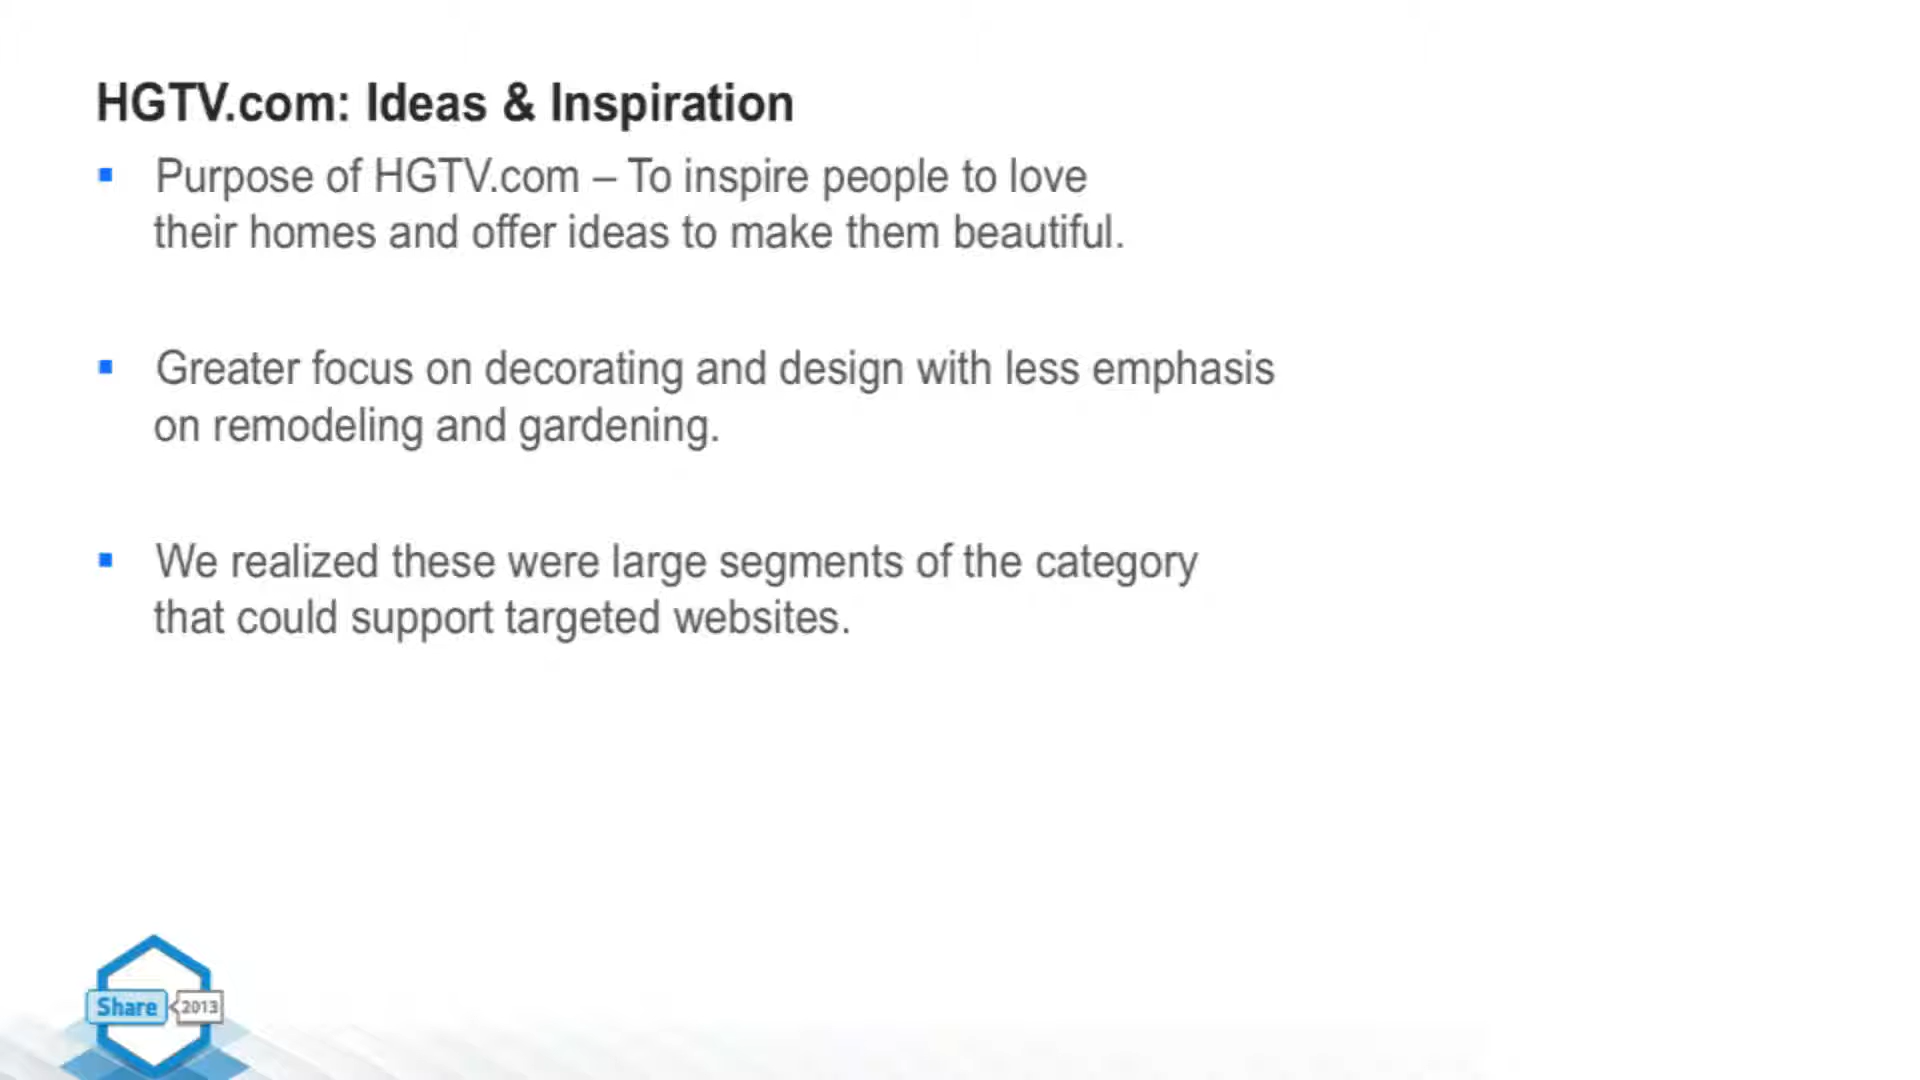 HGTV.com: Ideas & Inspiration
Purpose of HGTV.com – To inspire people to love
their homes and offer ideas to make them beautiful.
Greater focus on decorating and design with less emphasis
on remodeling and gardening.
We realized these were large segments of the category
that could support targeted websites.
Share 2013